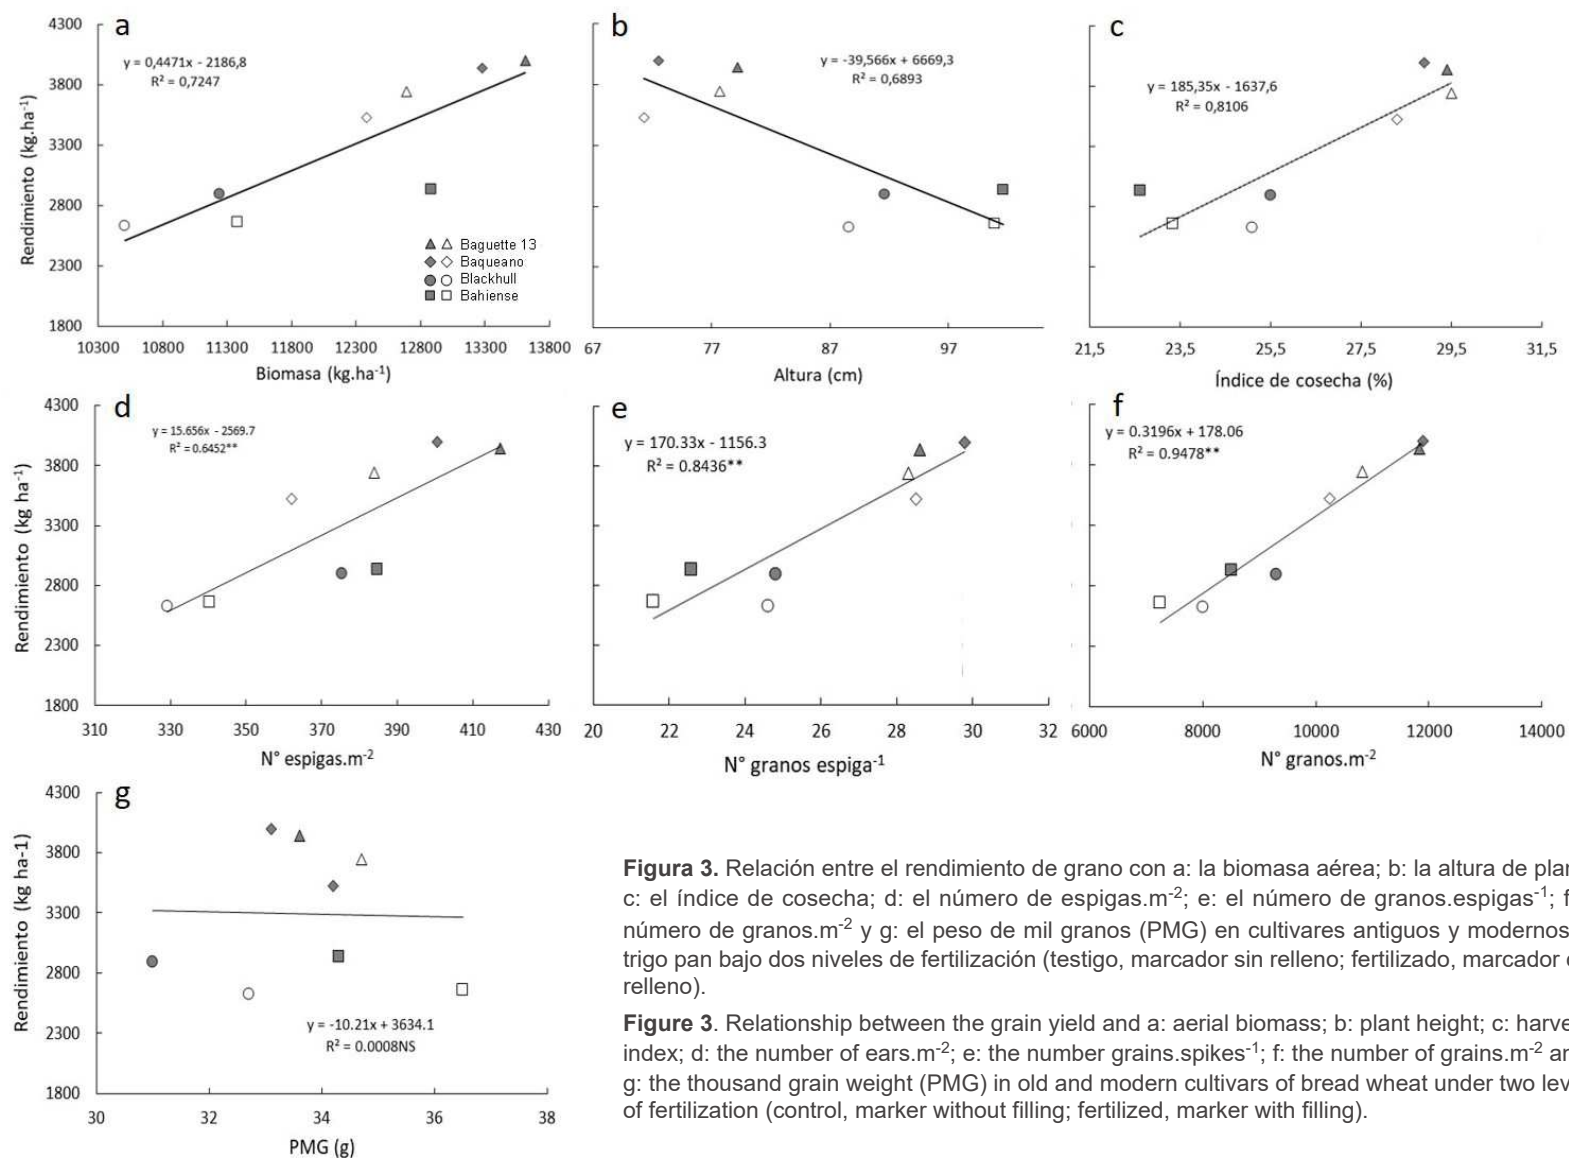 a
4300
3800
3300
2800
2300
1800
Rendimiento (kg.ha-1)
y = 0,4471x - 2186,8
R² = 0,7247
Baguette 13
Baqueano
Blackhull
Bahiense
10300 10800 11300 11800 12300 12800 13300 13800
Biomasa (kg.ha-1)
b
y = -39,566x + 6669,3
R² = 0,6893
67 77 87 97
Altura (cm)
c
y = 185,35x - 1637,6
R² = 0,8106
21,5 23,5 25,5 27,5 29,5 31,5
Índice de cosecha (%)
d
4300
3800
3300
2800
2300
1800
Rendimiento (kg ha-1)
y = 15.656x - 2569.7
R² = 0.6452**
310 330 350 370 390 410 430
N° espigas.m-2
e
y = 170.33x - 1156.3
R² = 0.8436**
20 22 24 26 28 30 32
N° granos espiga-1
f
y = 0.3196x + 178.06
R² = 0.9478**
6000 8000 10000 12000 14000
N° granos.m-2
g
4300
3800
3300
2800
2300
1800
Rendimiento (kg ha-1)
y = -10.21x + 3634.1
R² = 0.0008NS
30 32 34 36 38
PMG (g)
Figura 3. Relación entre el rendimiento de grano con a: la biomasa aérea; b: la altura de plan
c: el índice de cosecha; d: el número de espigas.m-2; e: el número de granos.espigas-1; f
número de granos.m-2 y g: el peso de mil granos (PMG) en cultivares antiguos y modernos
trigo pan bajo dos niveles de fertilización (testigo, marcador sin relleno; fertilizado, marcador c
relleno).
Figure 3. Relationship between the grain yield and a: aerial biomass; b: plant height; c: harve
index; d: the number of ears.m-2; e: the number grains.spikes-1; f: the number of grains.m-2 an
g: the thousand grain weight (PMG) in old and modern cultivars of bread wheat under two lev
of fertilization (control, marker without filling; fertilized, marker with filling).